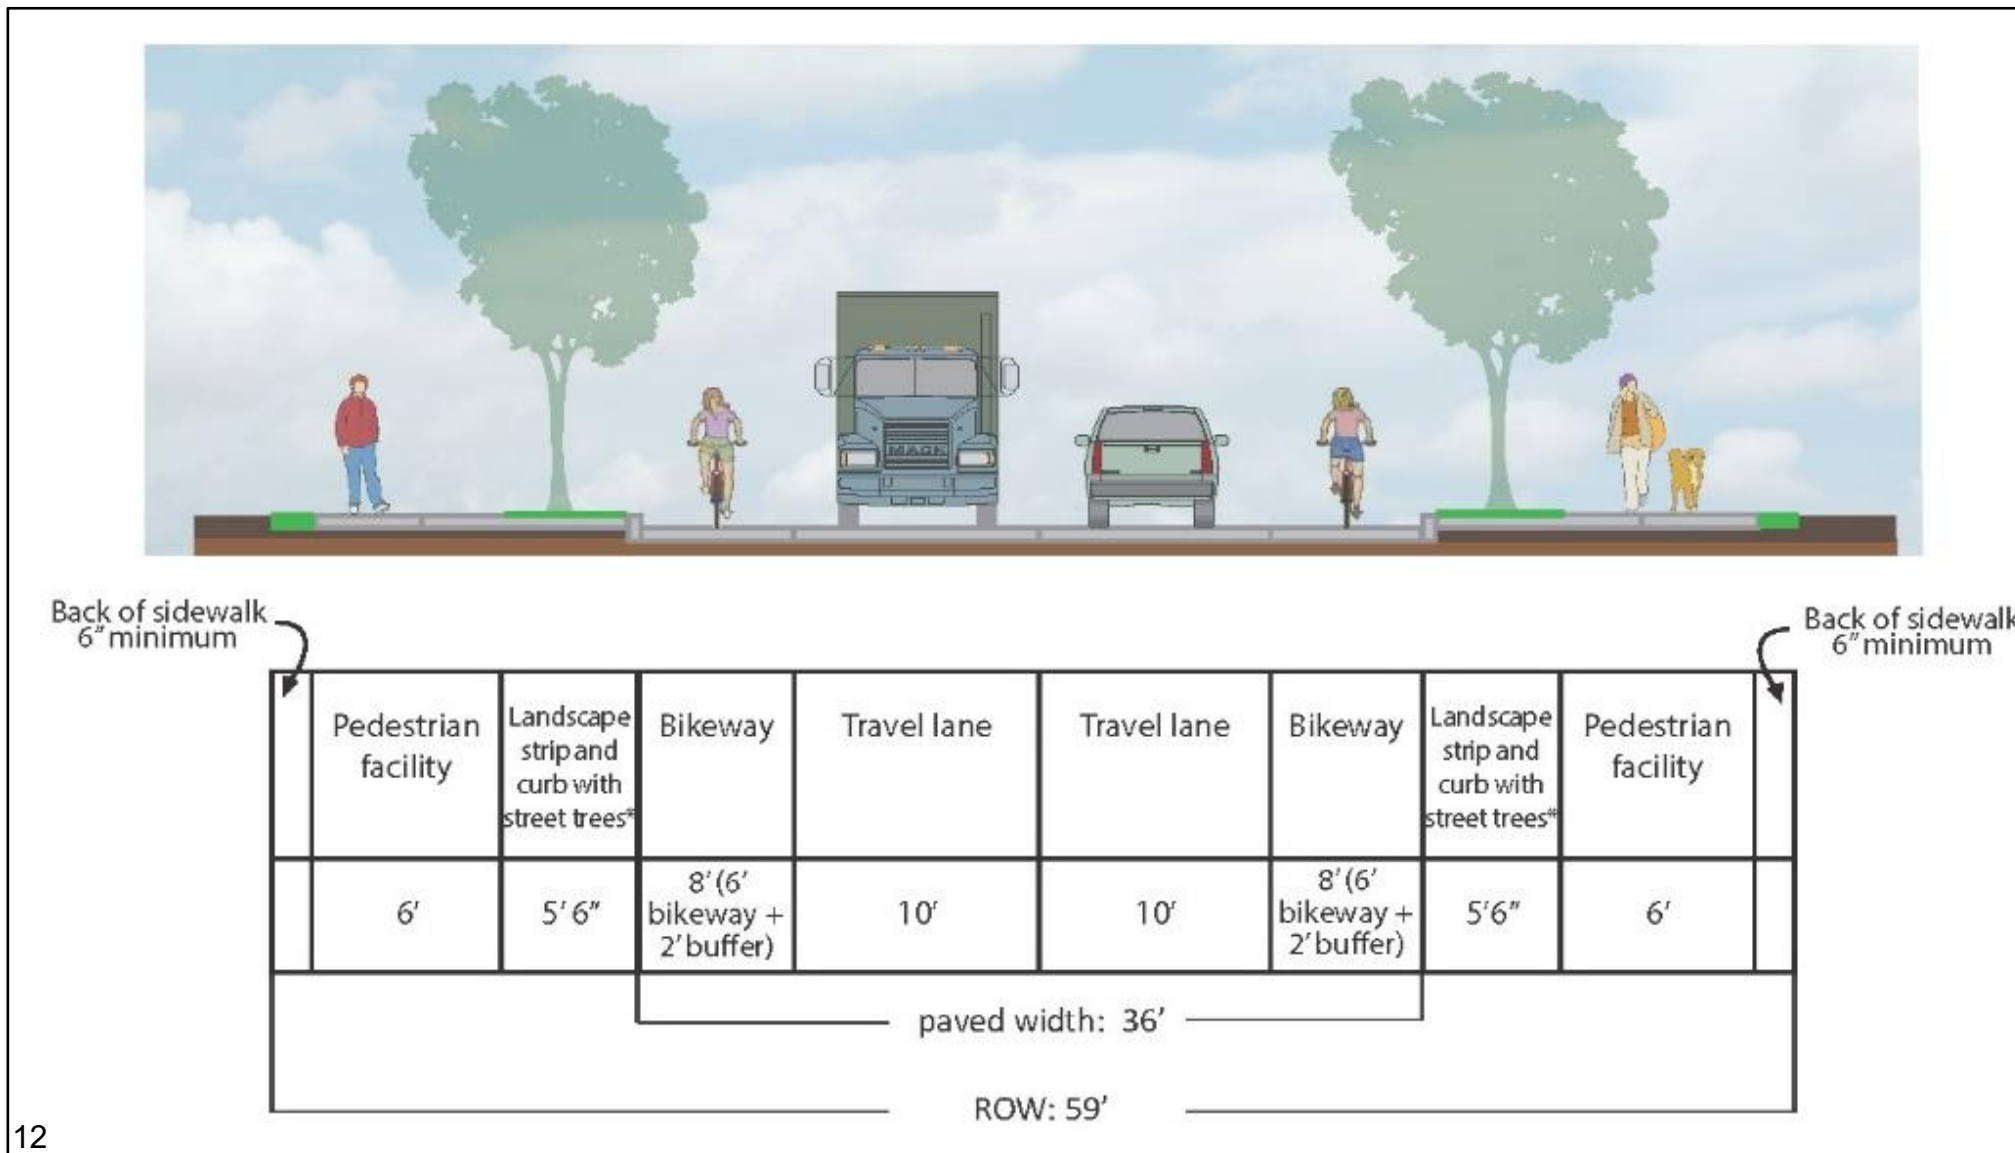 MACK
Back of sidewalk
6" minimum
Back of sidewalk
6" minimum
Pedestrian
facility
Landscape
strip and
curb with
street trees*
Bikeway
Travel lane
Travel lane
Bikeway
Landscape
strip and
curb with
street trees*
Pedestrian
facility
6'
5' 6"
8' (6'
bikeway +
2' buffer)
10'
10'
8' (6'
bikeway +
2' buffer)
5'6"
6'
paved width: 36'
ROW: 59'
12